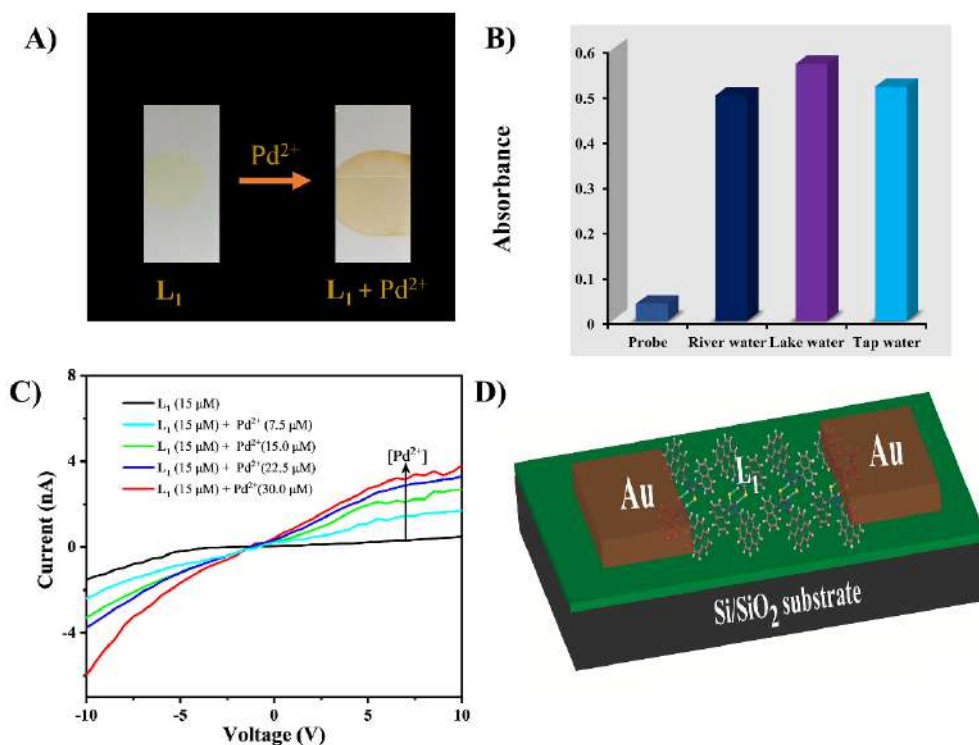 A)
Pd²⁺
L₁
L₁ + Pd²⁺
B)
Absorbance
0.6
0.5
0.4
0.3
0.2
0.1
0
Probe
River water
Lake water
Tap water
C)
Current (nA)
8
4
0
-4
L₁ (15 μM)
L₁ (15 μM) + Pd²⁺ (7.5 μM)
L₁ (15 μM) + Pd²⁺(15.0 μM)
L₁ (15 μM) + Pd²⁺(22.5 μM)
L₁ (15 μM) + Pd²⁺(30.0 μM)
[Pd²⁺]
-10
-5
0
5
10
Voltage (V)
D)
Au
L₁
Au
Si/SiO₂ substrate